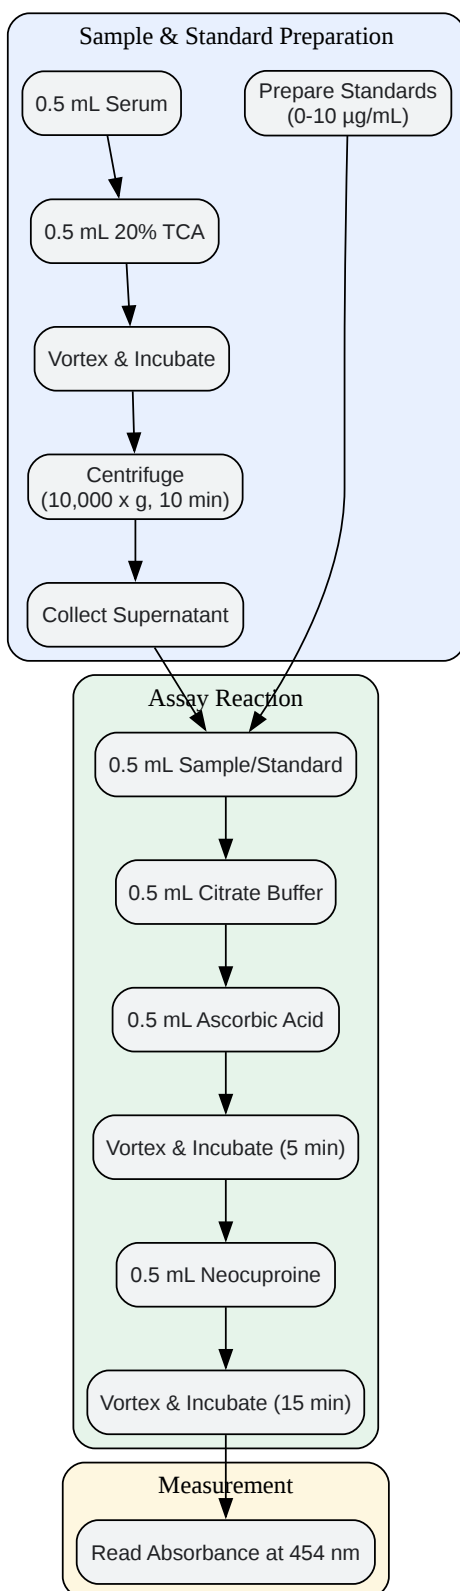 Sample & Standard Preparation
0.5 mL Serum
Prepare Standards
(0-10 µg/mL)
0.5 mL 20% TCA
Vortex & Incubate
Centrifuge
(10,000 x g, 10 min)
Collect Supernatant
Assay Reaction
0.5 mL Sample/Standard
0.5 mL Citrate Buffer
0.5 mL Ascorbic Acid
Vortex & Incubate (5 min)
0.5 mL Neocuproine
Vortex & Incubate (15 min)
Measurement
Read Absorbance at 454 nm